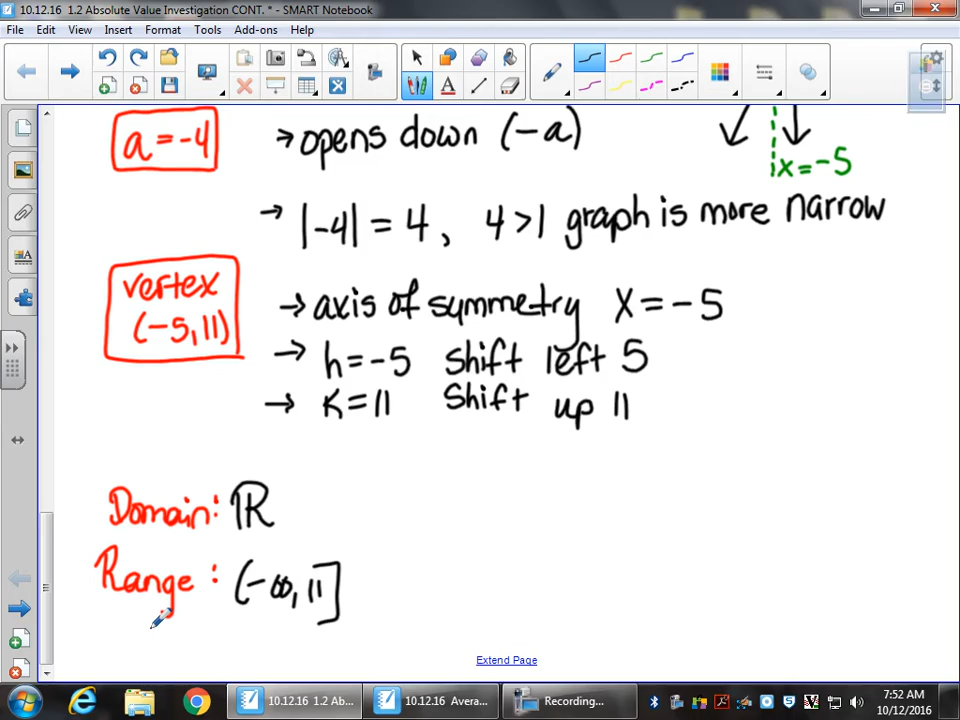 10.12.16 1.2 Absolute Value Investigation CONT. * - SMART Notebook
File Edit View Insert Format Tools Add-ons Help
a = -4
→ opens down (-a)
x = -5
→ |-4| = 4, 4 > 1 graph is more narrow
vertex
(-5, 11)
→ axis of symmetry X = -5
→ h = -5 shift left 5
→ K = 11 Shift up 11
Domain: ℝ
Range: (-∞, 11]
Extend Page
10.12.16 1.2 Ab... 10.12.16 Avera... Recording... 7:52 AM
10/12/2016